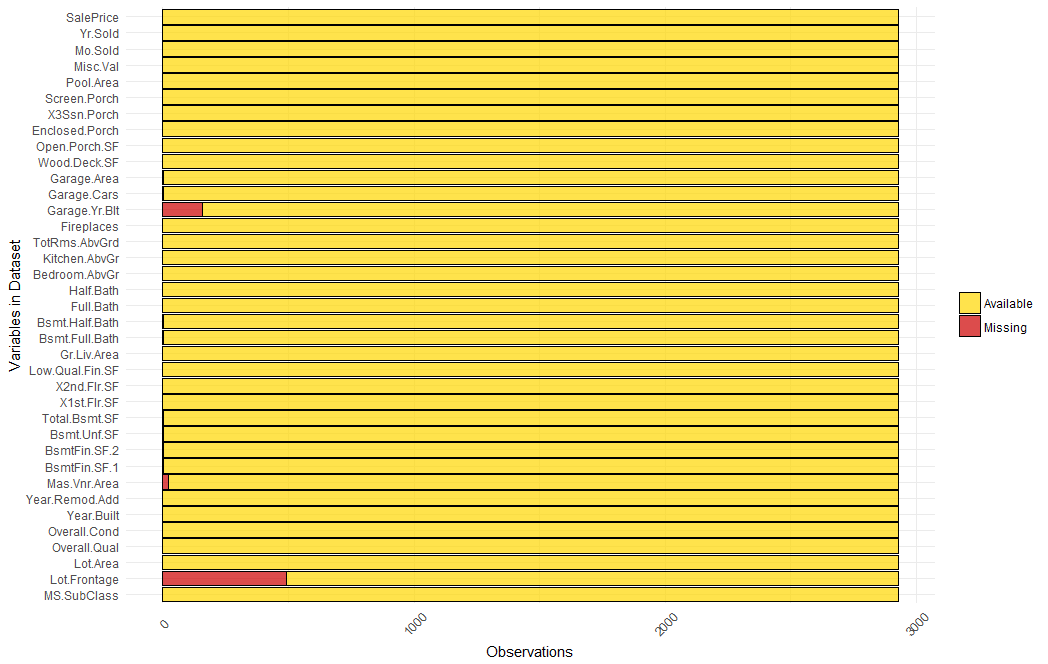 SalePrice
Yr.Sold
Mo.Sold
Misc.Val
Pool.Area
Screen.Porch
X3Ssn.Porch
Enclosed.Porch
Open.Porch.SF
Wood.Deck.SF
Garage.Area
Garage.Cars
Garage.Yr.Blt
Fireplaces
TotRms.AbvGrd
Kitchen.AbvGr
Bedroom.AbvGr
Half.Bath
Full.Bath
Bsmt.Half.Bath
Bsmt.Full.Bath
Gr.Liv.Area
Low.Qual.Fin.SF
X2nd.Flr.SF
X1st.Flr.SF
Total.Bsmt.SF
Bsmt.Unf.SF
BsmtFin.SF.2
BsmtFin.SF.1
Mas.Vnr.Area
Year.Remod.Add
Year.Built
Overall.Cond
Overall.Qual
Lot.Area
Lot.Frontage
MS.SubClass
Variables in Dataset
0
1000
2000
3000
Observations
Available
Missing